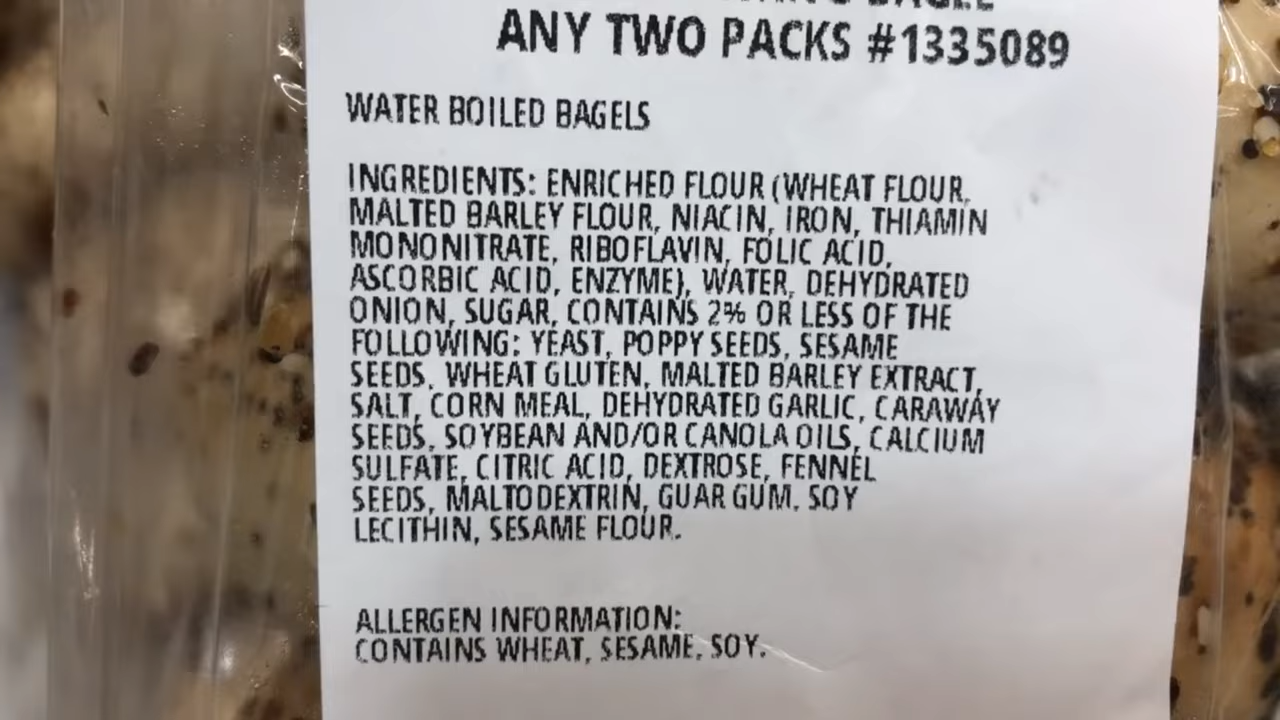 BAGEL
ANY TWO PACKS #1335089
WATER BOILED BAGELS
INGREDIENTS: ENRICHED FLOUR (WHEAT FLOUR,
MALTED BARLEY FLOUR, NIACIN, IRON, THIAMIN
MONONITRATE, RIBOFLAVIN, FOLIC ACID,
ASCORBIC ACID, ENZYME), WATER, DEHYDRATED
ONION, SUGAR, CONTAINS 2% OR LESS OF THE
FOLLOWING: YEAST, POPPY SEEDS, SESAME
SEEDS, WHEAT GLUTEN, MALTED BARLEY EXTRACT,
SALT, CORN MEAL, DEHYDRATED GARLIC, CARAWAY
SEEDS, SOYBEAN AND/OR CANOLA OILS, CALCIUM
SULFATE, CITRIC ACID, DEXTROSE, FENNEL
SEEDS, MALTODEXTRIN, GUAR GUM, SOY
LECITHIN, SESAME FLOUR.
ALLERGEN INFORMATION:
CONTAINS WHEAT, SESAME, SOY.